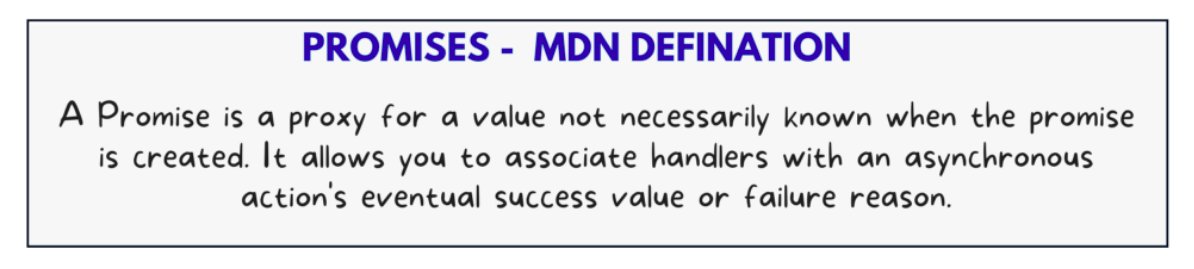 PROMISES - MDN DEFINATION
A Promise is a proxy for a value not necessarily known when the promise
is created. It allows you to associate handlers with an asynchronous
action's eventual success value or failure reason.